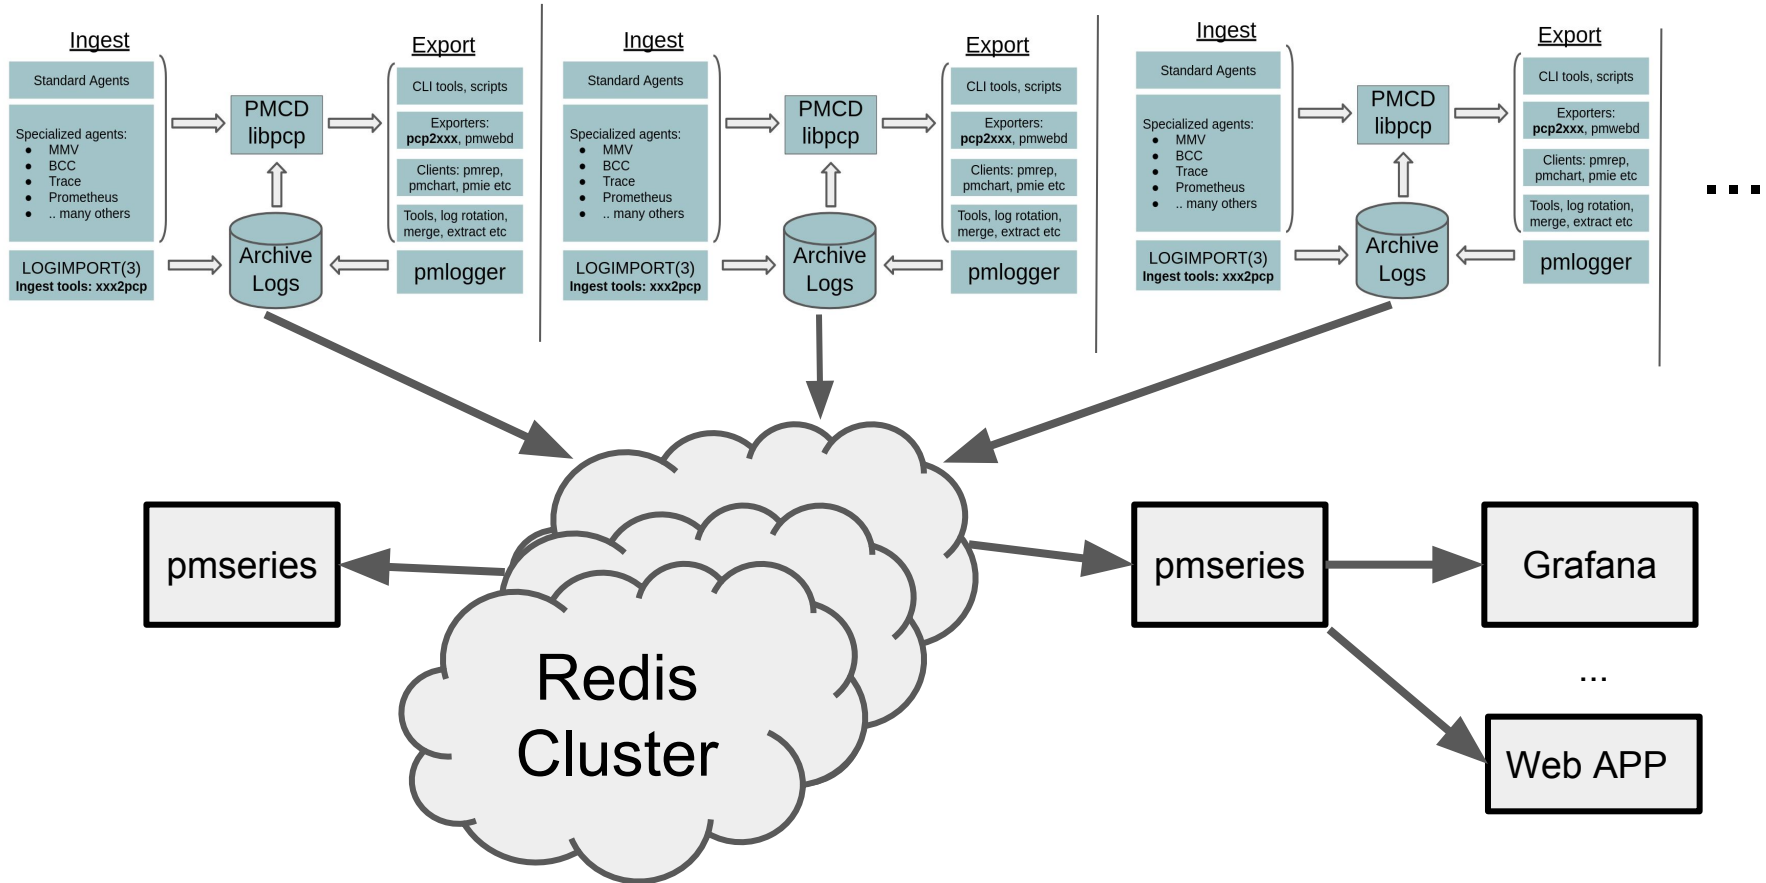 Ingest
Export
Standard Agents
Specialized agents:
● MMV
● BCC
● Trace
● Prometheus
● .. many others
LOGIMPORT(3)
Ingest tools: xxx2pcp
PMCD
libpcp
Archive
Logs
CLI tools, scripts
Exporters:
pcp2xxx, pmwebd
Clients: pmrep,
pmchart, pmie etc
Tools, log rotation,
merge, extract etc
pmlogger
Ingest
Export
Standard Agents
Specialized agents:
● MMV
● BCC
● Trace
● Prometheus
● .. many others
LOGIMPORT(3)
Ingest tools: xxx2pcp
PMCD
libpcp
Archive
Logs
CLI tools, scripts
Exporters:
pcp2xxx, pmwebd
Clients: pmrep,
pmchart, pmie etc
Tools, log rotation,
merge, extract etc
pmlogger
Ingest
Export
Standard Agents
Specialized agents:
● MMV
● BCC
● Trace
● Prometheus
● .. many others
LOGIMPORT(3)
Ingest tools: xxx2pcp
PMCD
libpcp
Archive
Logs
CLI tools, scripts
Exporters:
pcp2xxx, pmwebd
Clients: pmrep,
pmchart, pmie etc
Tools, log rotation,
merge, extract etc
pmlogger
...
pmseries
Redis
Cluster
pmseries
Grafana
...
Web APP